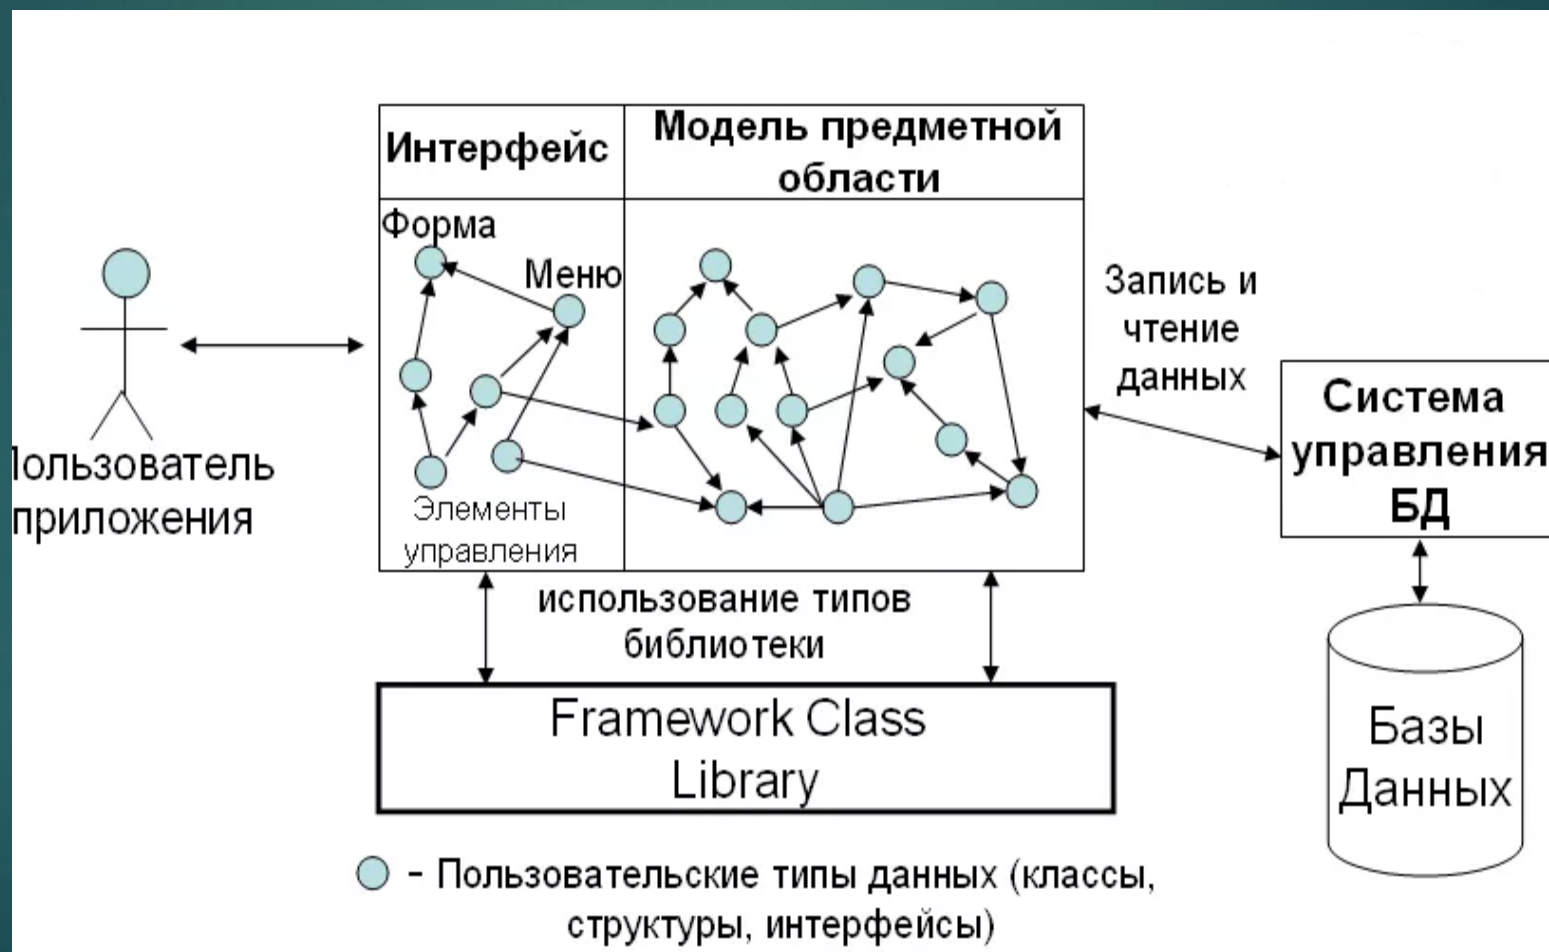 Интерфейс
Модель предметной
области
Форма
Меню
Элементы
управления
Запись и
чтение
данных
Система
управления
БД
приложения
использование типов
библиотеки
Framework Class
Library
Базы
Данных
- Пользовательские типы данных (классы,
структуры, интерфейсы)